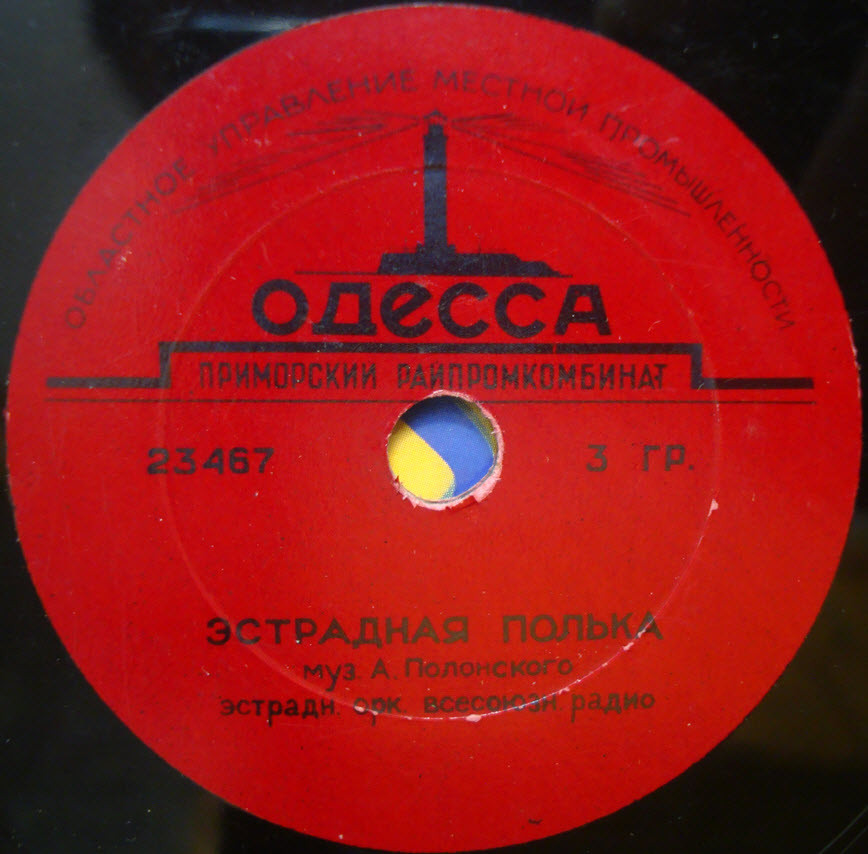 ОБЛАСТНОЕ УПРАВЛЕНИЕ МЕСТНОЙ ПРОМЫШЛЕННОСТИ
ОДЕССА
ПРИМОРСКИЙ РАЙПРОМКОМБИНАТ
23467 3 ГР.
ЭСТРАДНАЯ ПОЛЬКА
муз. А. Полонского
эстрадн. орк. всесоюзн. радио